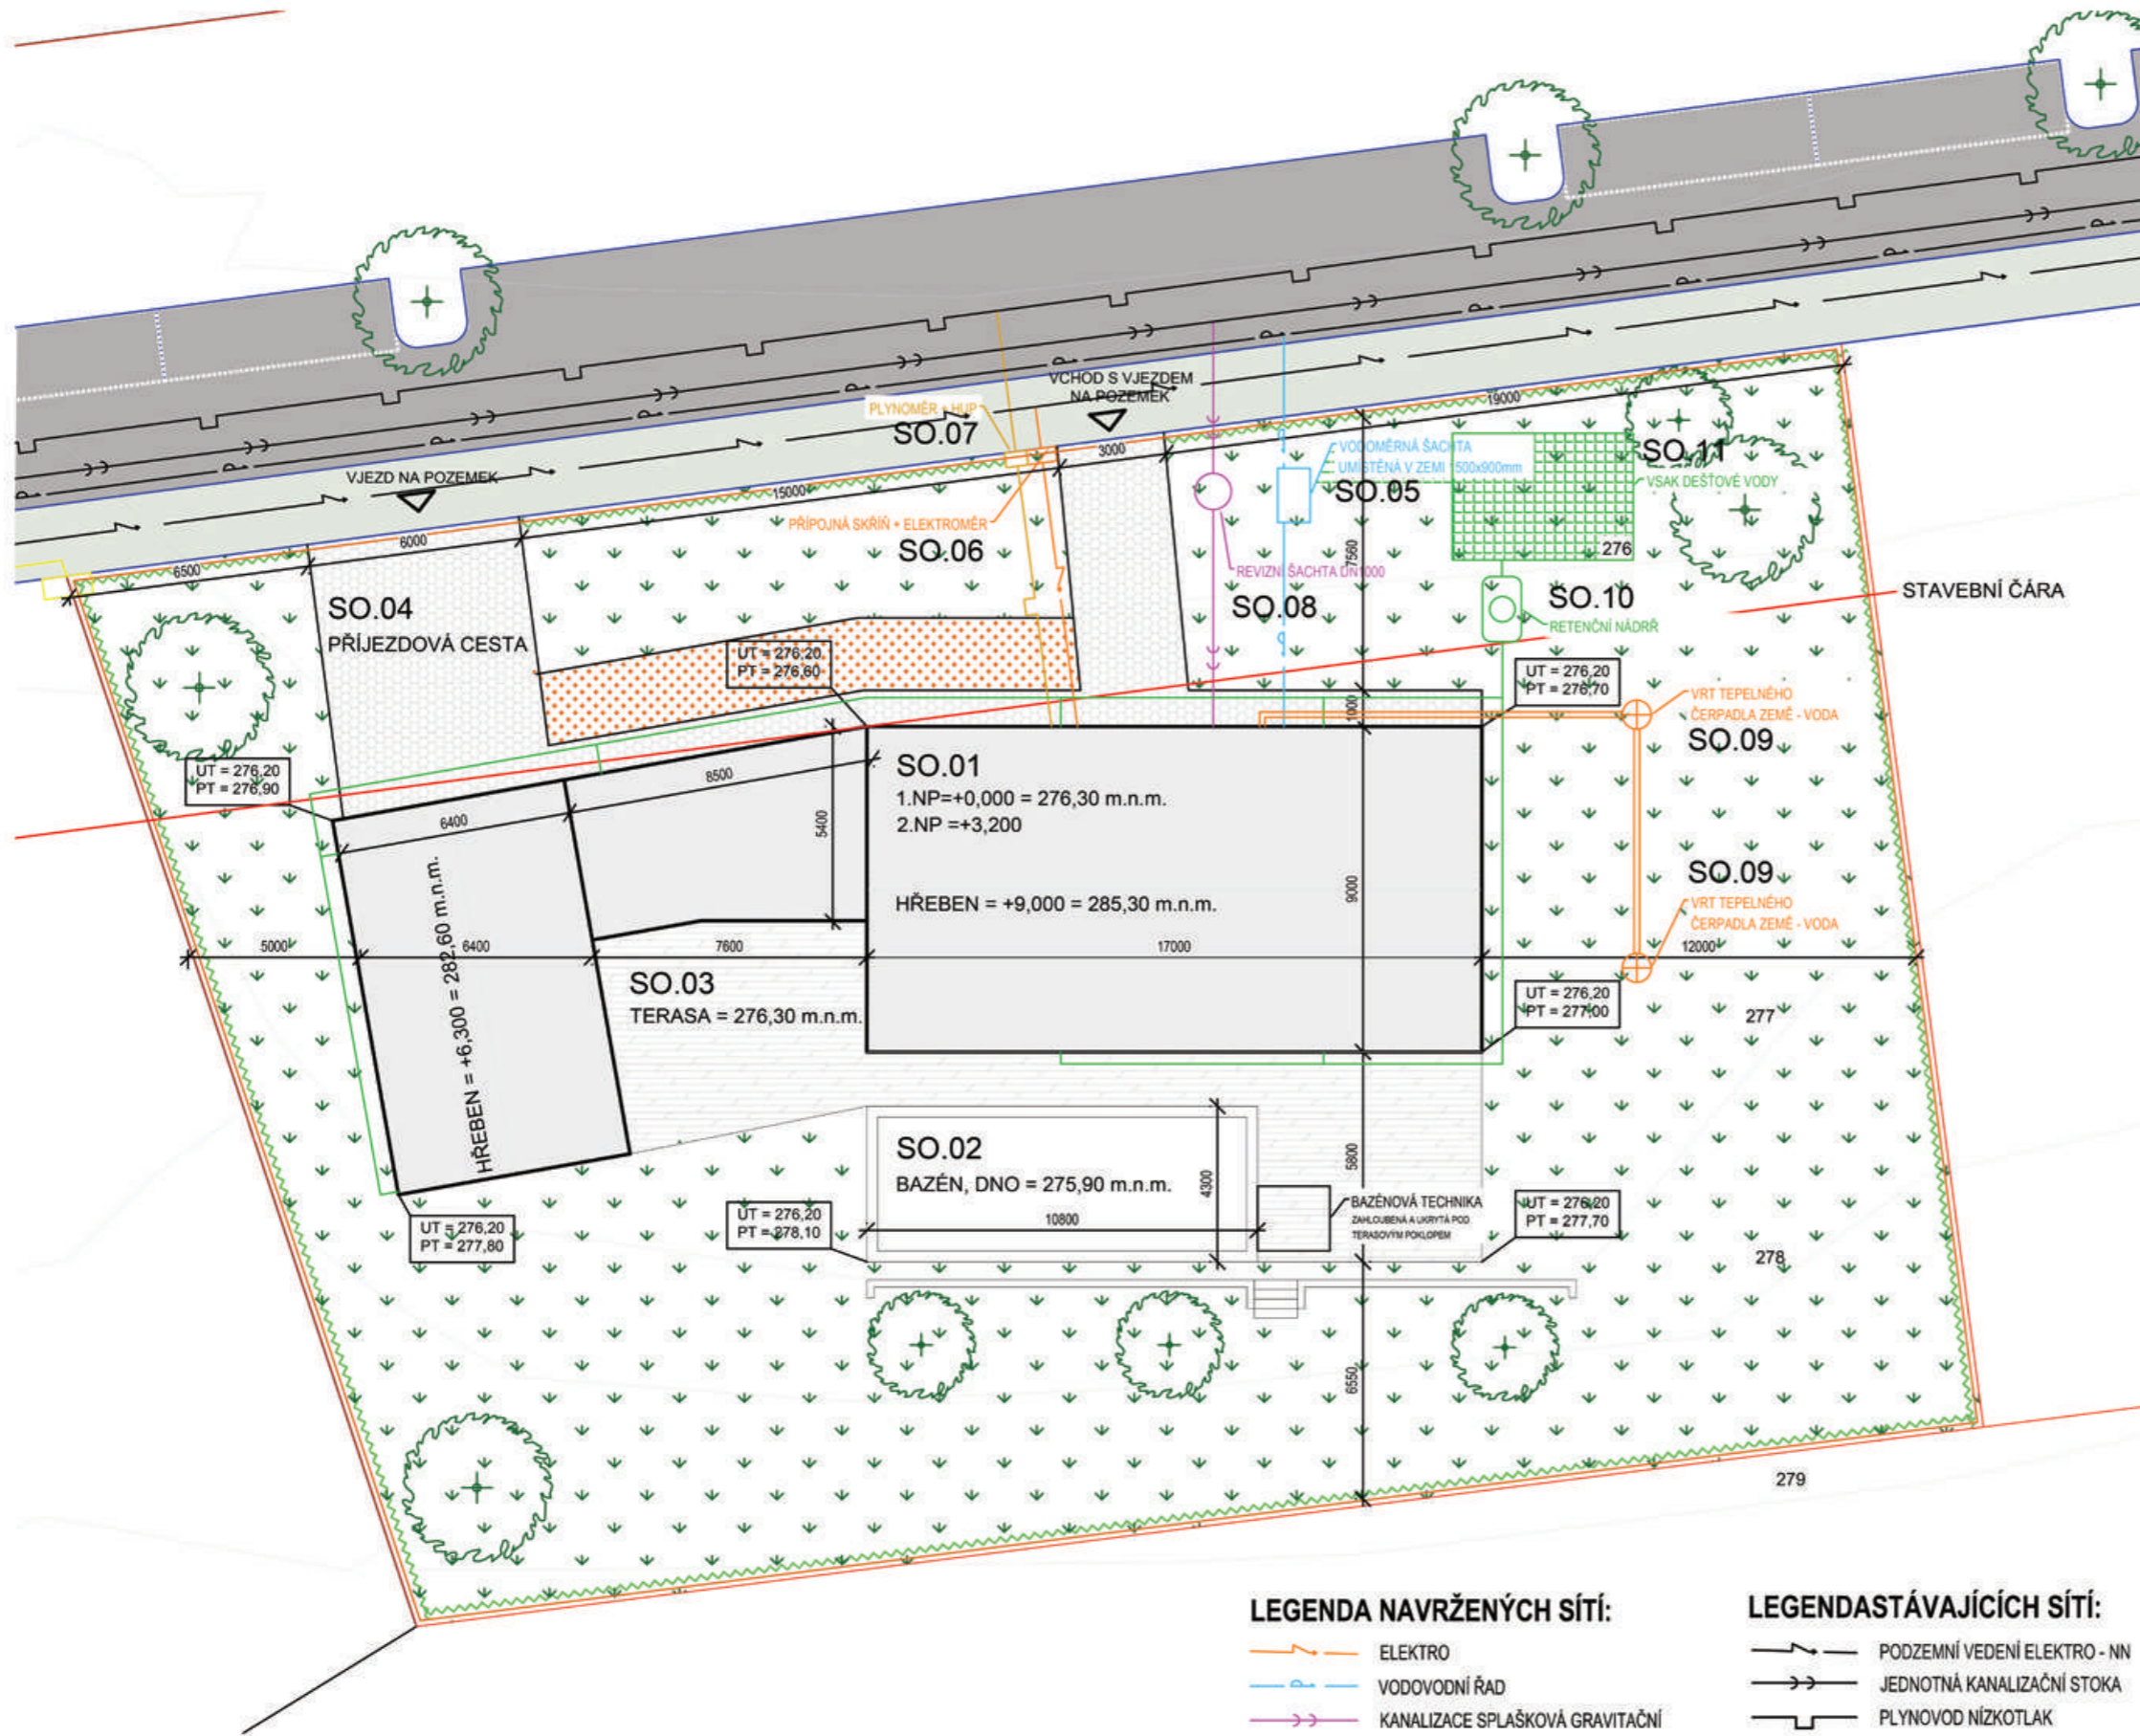 VCHOD S VJEZDEM
NA POZEMEK
PLYNOMĚR + HUP
SO.07
19000
3000
VODOMĚRNÁ ŠACHTA
UMÍSTĚNÁ V ZEMI 1500x900mm
SO.05
SO.11
VSAK DEŠŤOVÉ VODY
VJEZD NA POZEMEK
15000
PŘÍPOJNÁ SKŘÍŇ + ELEKTROMĚR
SO.06
6000
6500
7560
276
REVIZNÍ ŠACHTA DN1000
SO.08
SO.10
RETENČNÍ NÁDRŘ
STAVEBNÍ ČÁRA
SO.04
PŘÍJEZDOVÁ CESTA
UT = 276,20
PT = 276,60
UT = 276,20
PT = 276,70
1000
VRT TEPELNÉHO
ČERPADLA ZEMĚ - VODA
SO.09
UT = 276,20
PT = 276,90
8500
6400
5400
SO.01
1.NP=+0,000 = 276,30 m.n.m.
2.NP =+3,200
HŘEBEN = +9,000 = 285,30 m.n.m.
9000
SO.09
VRT TEPELNÉHO
ČERPADLA ZEMĚ - VODA
HŘEBEN = +6,300 = 282,60 m.n.m.
5000
6400
7600
17000
12000
SO.03
TERASA = 276,30 m.n.m.
UT = 276,20
PT = 277,00
277
SO.02
BAZÉN, DNO = 275,90 m.n.m.
4300
5800
10800
BAZÉNOVÁ TECHNIKA
ZAHLOUBENÁ A UKRYTÁ POD
TERASOVÝM POKLOPEM
UT = 276,20
PT = 277,70
UT = 276,20
PT = 277,80
UT = 276,20
PT = 278,10
278
6550
279
LEGENDA NAVRŽENÝCH SÍTÍ:
ELEKTRO
VODOVODNÍ ŘAD
KANALIZACE SPLAŠKOVÁ GRAVITAČNÍ
LEGENDASTÁVAJÍCÍCH SÍTÍ:
PODZEMNÍ VEDENÍ ELEKTRO - NN
JEDNOTNÁ KANALIZAČNÍ STOKA
PLYNOVOD NÍZKOTLAK